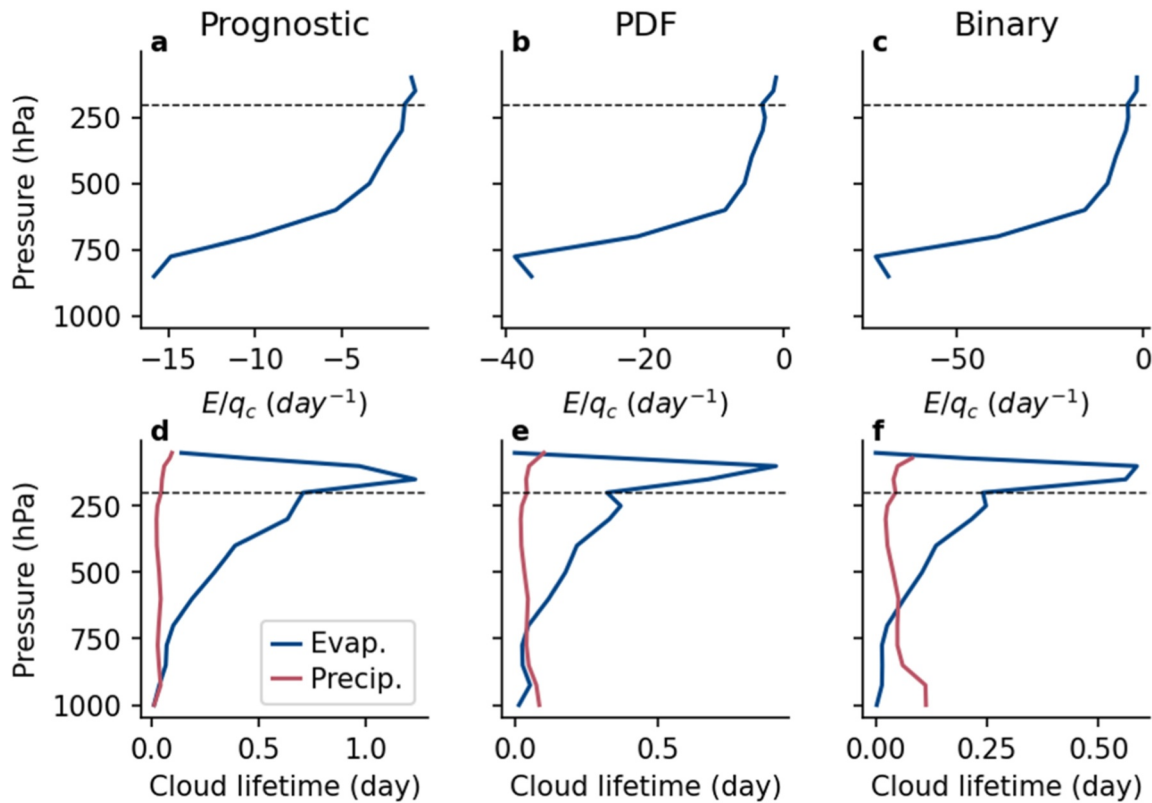 Prognostic
PDF
Binary
a
b
c
Pressure (hPa)
250
500
750
1000
−15
−10
−5
−40
−20
0
−50
0
E/q_c (day⁻¹)
E/q_c (day⁻¹)
E/q_c (day⁻¹)
d
e
f
Pressure (hPa)
250
500
750
1000
Evap.
Precip.
0.0
0.5
1.0
0.0
0.5
0.00
0.25
0.50
Cloud lifetime (day)
Cloud lifetime (day)
Cloud lifetime (day)